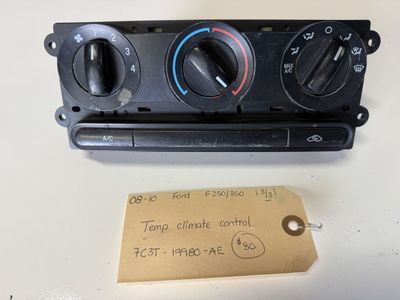 1 2 3 4
MAX A/C
A/C
08-10 Ford F250/350
Temp climate control
7C3T-19980-AE $80